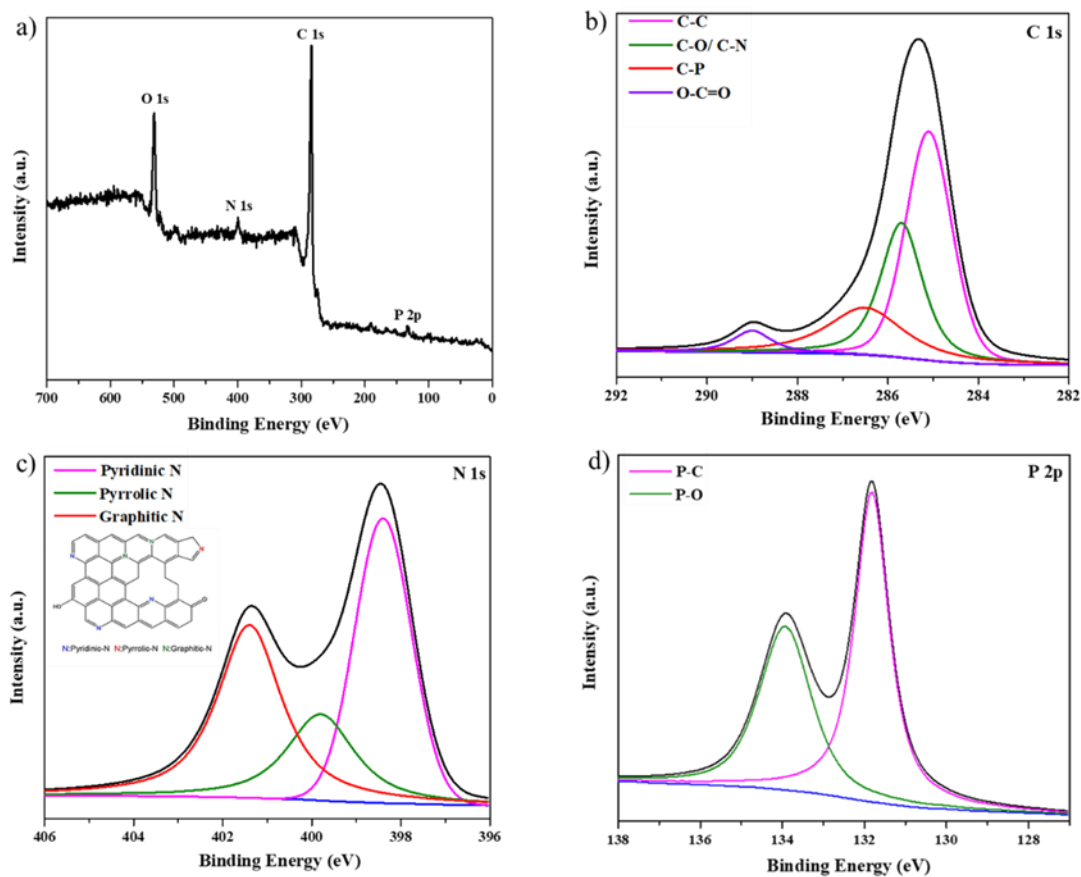 a)
C 1s
O 1s
N 1s
P 2p
Intensity (a.u.)
700 600 500 400 300 200 100 0
Binding Energy (eV)
b)
C-C
C 1s
C-O/ C-N
C-P
O-C=O
Intensity (a.u.)
292 290 288 286 284 282
Binding Energy (eV)
c)
Pyridinic N
N 1s
Pyrrolic N
Graphitic N
N
N
N
N
HO
N
O
N
N:Pyridinic-N N:Pyrrolic-N N:Graphitic-N
Intensity (a.u.)
406 404 402 400 398 396
Binding Energy (eV)
d)
P-C
P 2p
P-O
Intensity (a.u.)
138 136 134 132 130 128
Binding Energy (eV)